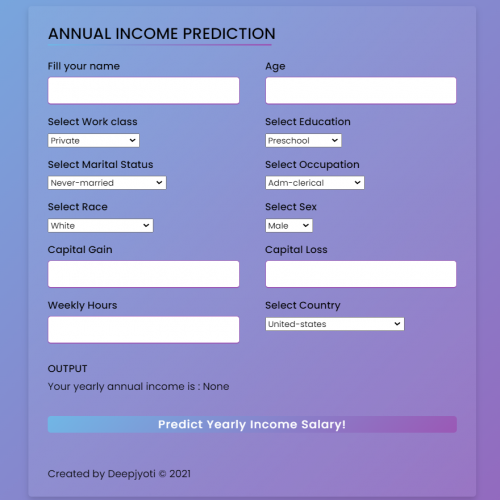 ANNUAL INCOME PREDICTION
Fill your name
Age
Select Work class
Select Education
Private
Preschool
Select Marital Status
Select Occupation
Never-married
Adm-clerical
Select Race
Select Sex
White
Male
Capital Gain
Capital Loss
Weekly Hours
Select Country
United-states
OUTPUT
Your yearly annual income is : None
Predict Yearly Income Salary!
Created by Deepjyoti © 2021